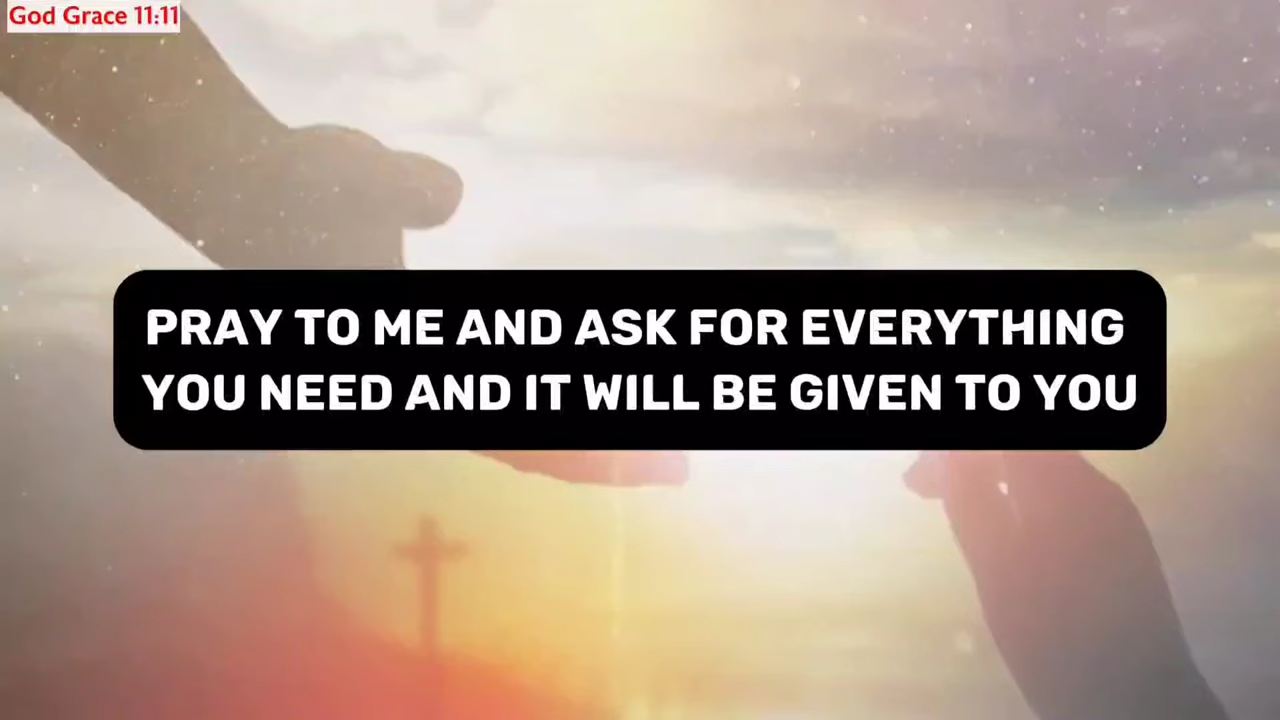 God Grace 11:11
PRAY TO ME AND ASK FOR EVERYTHING
YOU NEED AND IT WILL BE GIVEN TO YOU